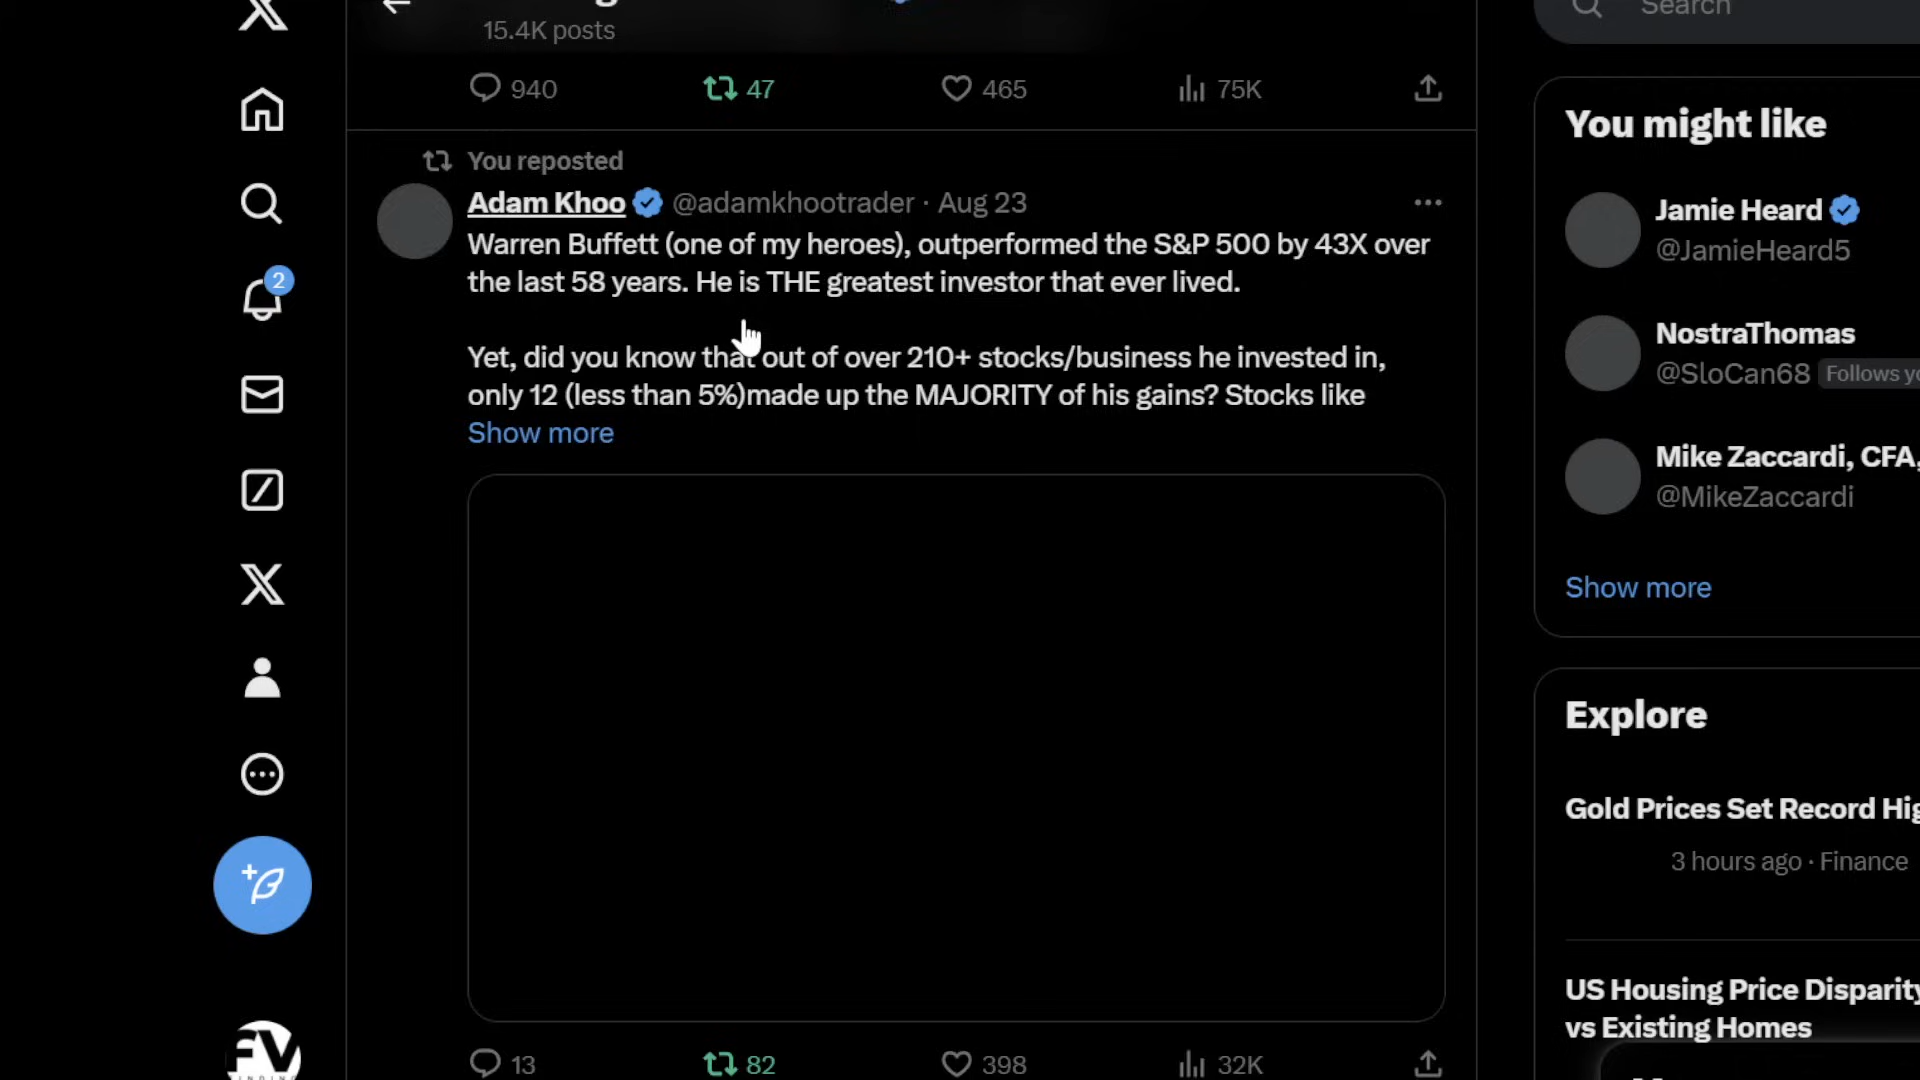 15.4K posts
Search
940
47
465
75K
You reposted
Adam Khoo @adamkhootrader · Aug 23
Warren Buffett (one of my heroes), outperformed the S&P 500 by 43X over
the last 58 years. He is THE greatest investor that ever lived.
Yet, did you know that out of over 210+ stocks/business he invested in,
only 12 (less than 5%)made up the MAJORITY of his gains? Stocks like
Show more
13
82
398
32K
2
FV
You might like
Jamie Heard
@JamieHeard5
NostraThomas
@SloCan68 Follows yo
Mike Zaccardi, CFA,
@MikeZaccardi
Show more
Explore
Gold Prices Set Record Hig
3 hours ago · Finance
US Housing Price Disparity
vs Existing Homes